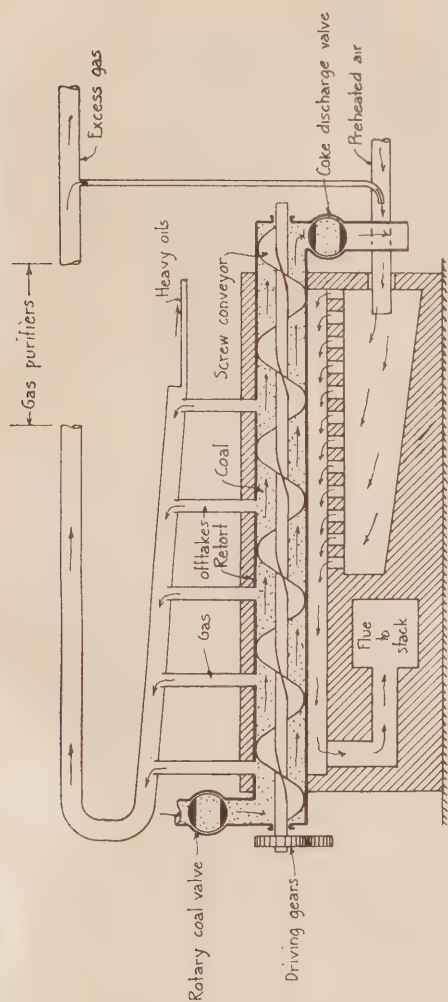 Excess gas
Gas purifiers
Heavy oils
Coke discharge valve
Preheated air
Screw conveyor
Coal
offtakes
Retort
Gas
Flue
to
stack
Rotary coal valve
Driving gears